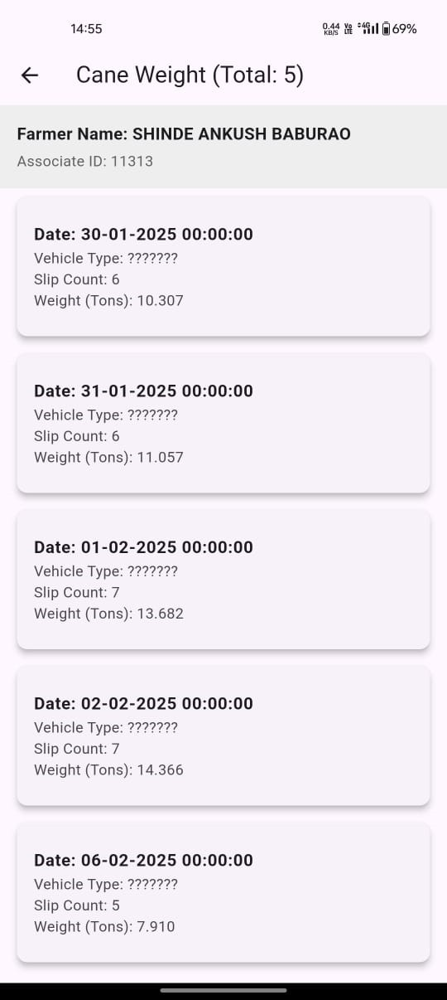 14:55
0.44 KB/S Vo LTE 4G 69%
Cane Weight (Total: 5)
Farmer Name: SHINDE ANKUSH BABURAO
Associate ID: 11313
Date: 30-01-2025 00:00:00
Vehicle Type: ???????
Slip Count: 6
Weight (Tons): 10.307
Date: 31-01-2025 00:00:00
Vehicle Type: ???????
Slip Count: 6
Weight (Tons): 11.057
Date: 01-02-2025 00:00:00
Vehicle Type: ???????
Slip Count: 7
Weight (Tons): 13.682
Date: 02-02-2025 00:00:00
Vehicle Type: ???????
Slip Count: 7
Weight (Tons): 14.366
Date: 06-02-2025 00:00:00
Vehicle Type: ???????
Slip Count: 5
Weight (Tons): 7.910